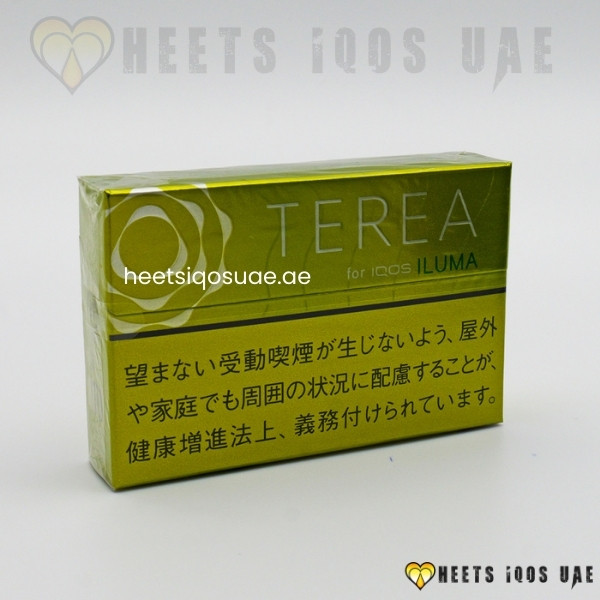 HEETS iQOS UAE
TEREA
for IQOS ILUMA
heetsiqosuae.ae
望まない受動喫煙が生じないよう、屋外
や家庭でも周囲の状況に配慮することが、
健康増進法上、義務付けられています。
HEETS iQOS UAE